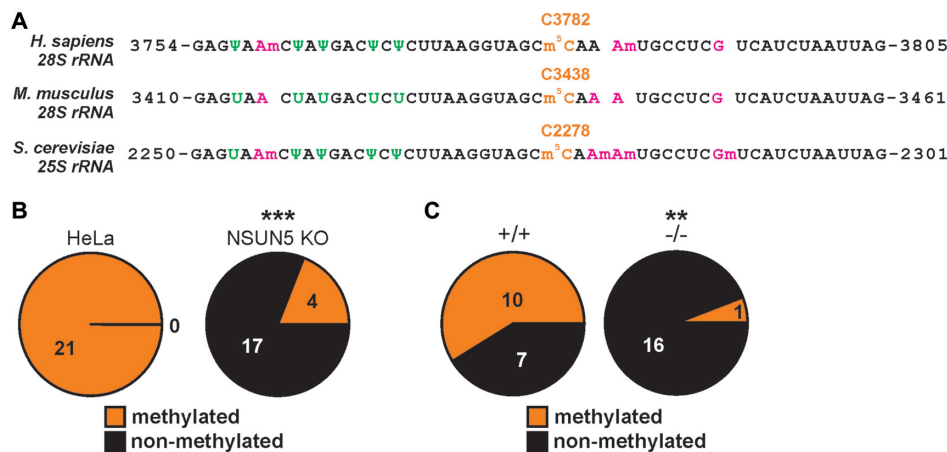 A
C3782
H. sapiens 3754-GAGΨAAmCΨAΨGACΨCΨCUUAAGGUAGCm⁵CAA AmUGCCUCG UCAUCUAAUUAG-3805
28S rRNA
C3438
M. musculus 3410-GAGUAA CUAUGACUCUCUUAAGGUAGCm⁵CAA A UGCCUCG UCAUCUAAUUAG-3461
28S rRNA
C2278
S. cerevisiae 2250-GAGUAAmCΨAΨGACΨCΨCUUAAGGUAGCm⁵CAAmAmUGCCUCGmUCAUCUAAUUAG-2301
25S rRNA
B
***
HeLa NSUN5 KO
21 0
17 4
methylated
non-methylated
C
**
+/+ -/-
10 7
16 1
methylated
non-methylated